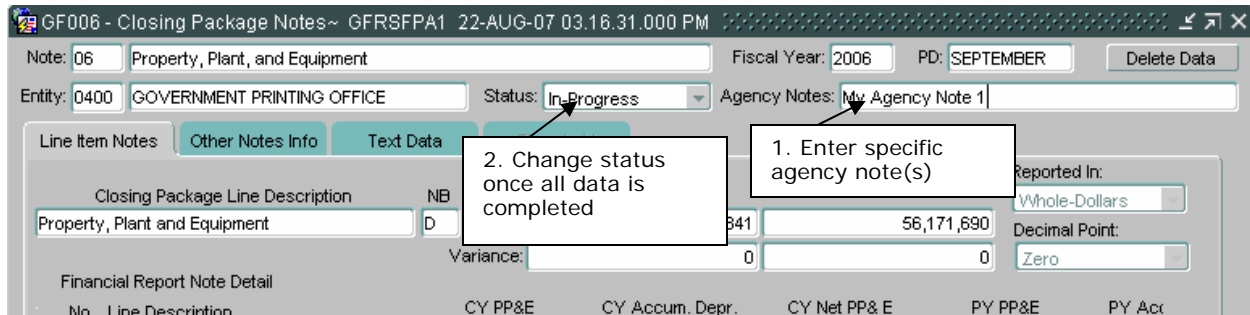 GF006 - Closing Package Notes~ GFRSFPA1 22-AUG-07 03.16.31.000 PM
Note: 06 Property, Plant, and Equipment Fiscal Year: 2006 PD: SEPTEMBER Delete Data
Entity: 0400 GOVERNMENT PRINTING OFFICE Status: In-Progress Agency Notes: My Agency Note 1
Line Item Notes Other Notes Info Text Data
2. Change status
once all data is
completed
1. Enter specific
agency note(s)
Reported In:
Closing Package Line Description NB Whole-Dollars
Property, Plant and Equipment D 841 56,171,690 Decimal Point:
Variance: 0 0 Zero
Financial Report Note Detail
No. Line Description CY PP&E CY Accum. Depr. CY Net PP& E PY PP&E PY